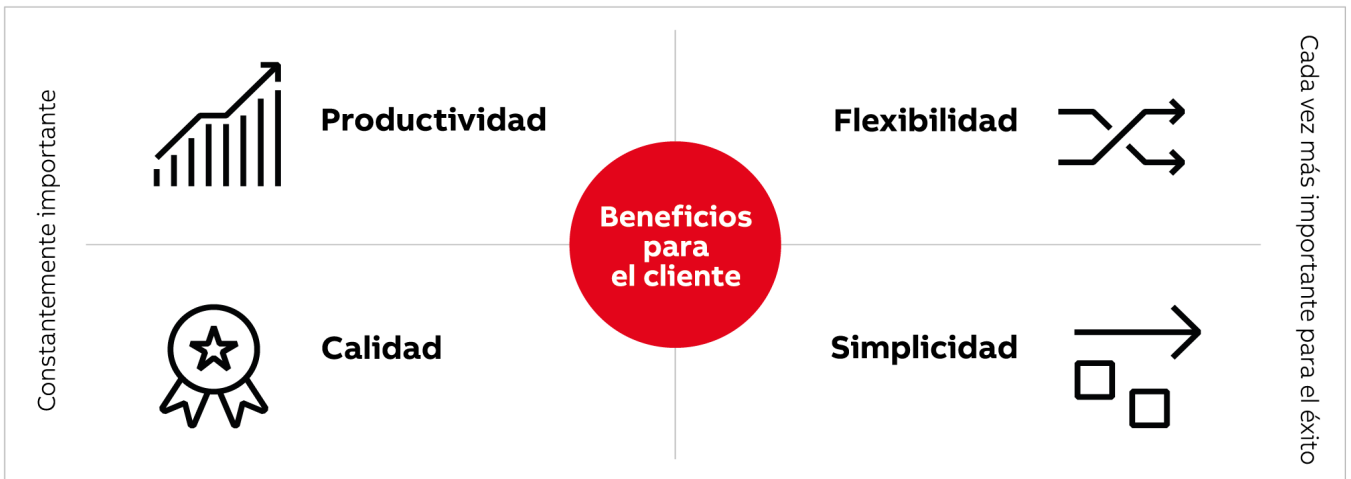 Constantemente importante
Productividad
Flexibilidad
Beneficios
para
el cliente
Calidad
Simplicidad
Cada vez más importante para el éxito